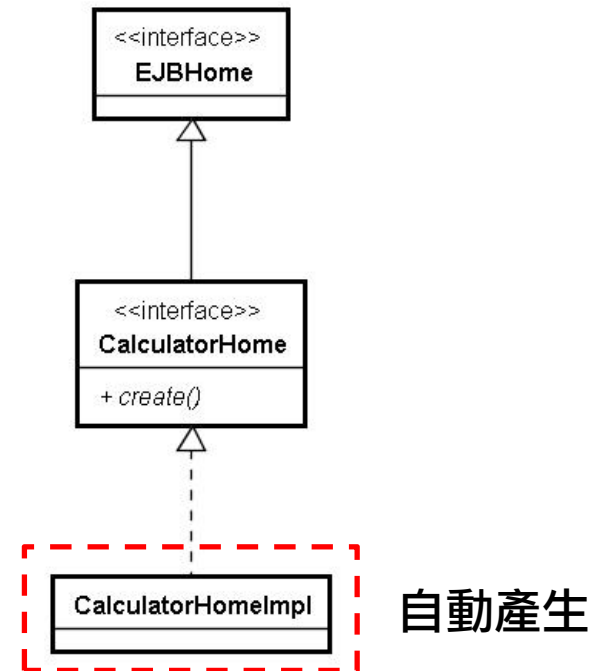 <<interface>>
EJBHome
<<interface>>
CalculatorHome
+ create()
CalculatorHomeImpl
自動產生